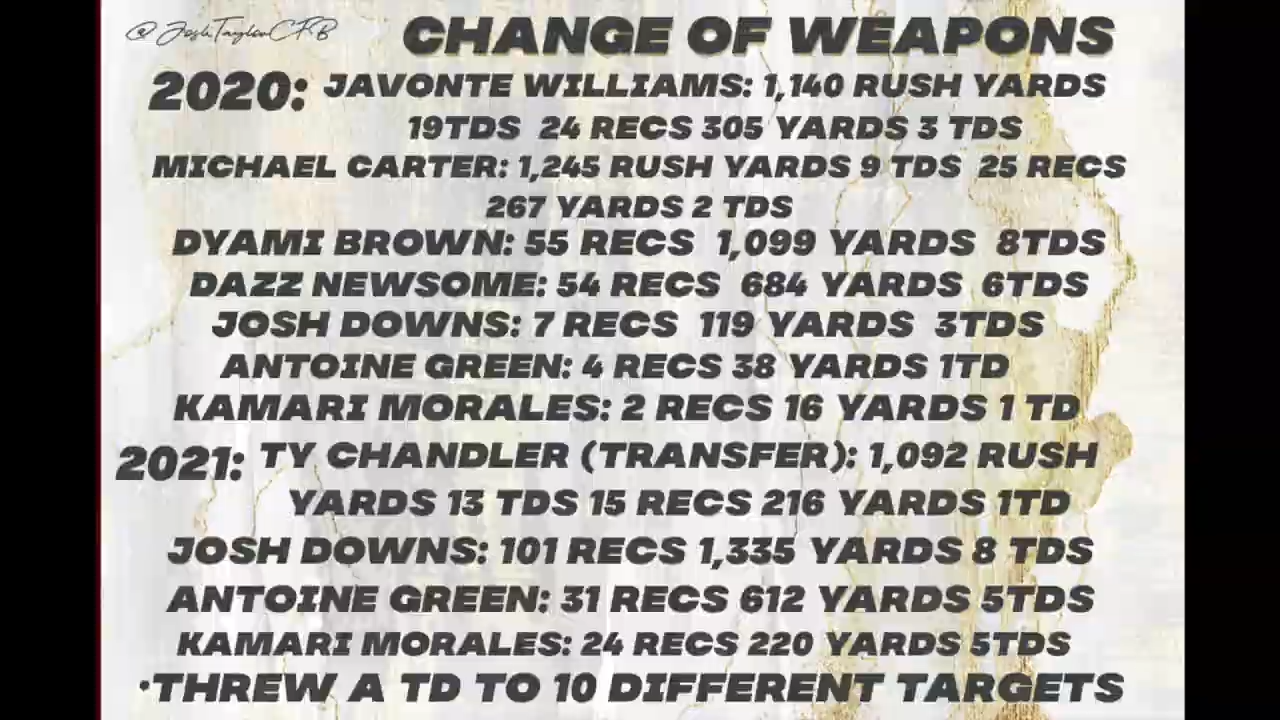 @JoshTaylorCFB
CHANGE OF WEAPONS
2020: JAVONTE WILLIAMS: 1,140 RUSH YARDS
19TDS 24 RECS 305 YARDS 3 TDS
MICHAEL CARTER: 1,245 RUSH YARDS 9 TDS 25 RECS
267 YARDS 2 TDS
DYAMI BROWN: 55 RECS 1,099 YARDS 8TDS
DAZZ NEWSOME: 54 RECS 684 YARDS 6TDS
JOSH DOWNS: 7 RECS 119 YARDS 3TDS
ANTOINE GREEN: 4 RECS 38 YARDS 1TD
KAMARI MORALES: 2 RECS 16 YARDS 1 TD
2021: TY CHANDLER (TRANSFER): 1,092 RUSH
YARDS 13 TDS 15 RECS 216 YARDS 1TD
JOSH DOWNS: 101 RECS 1,335 YARDS 8 TDS
ANTOINE GREEN: 31 RECS 612 YARDS 5TDS
KAMARI MORALES: 24 RECS 220 YARDS 5TDS
•THREW A TD TO 10 DIFFERENT TARGETS